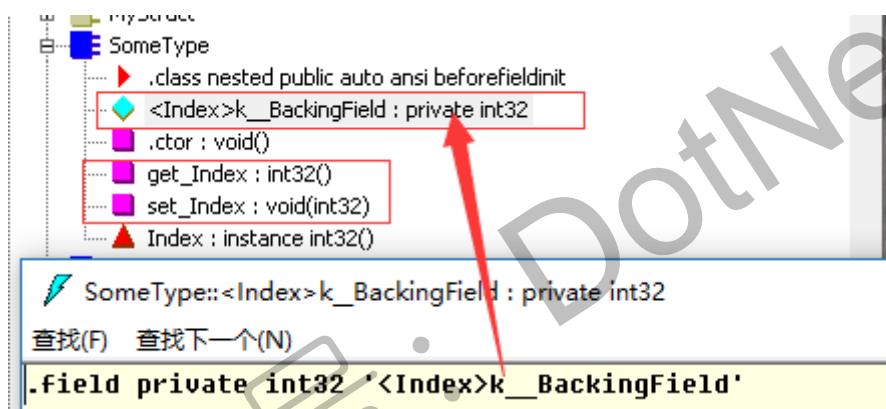 SomeType
.class nested public auto ansi beforefieldinit
<Index>k__BackingField : private int32
.ctor : void()
get_Index : int32()
set_Index : void(int32)
Index : instance int32()
SomeType::<Index>k__BackingField : private int32
查找(F) 查找下一个(N)
.field private int32 '<Index>k__BackingField'